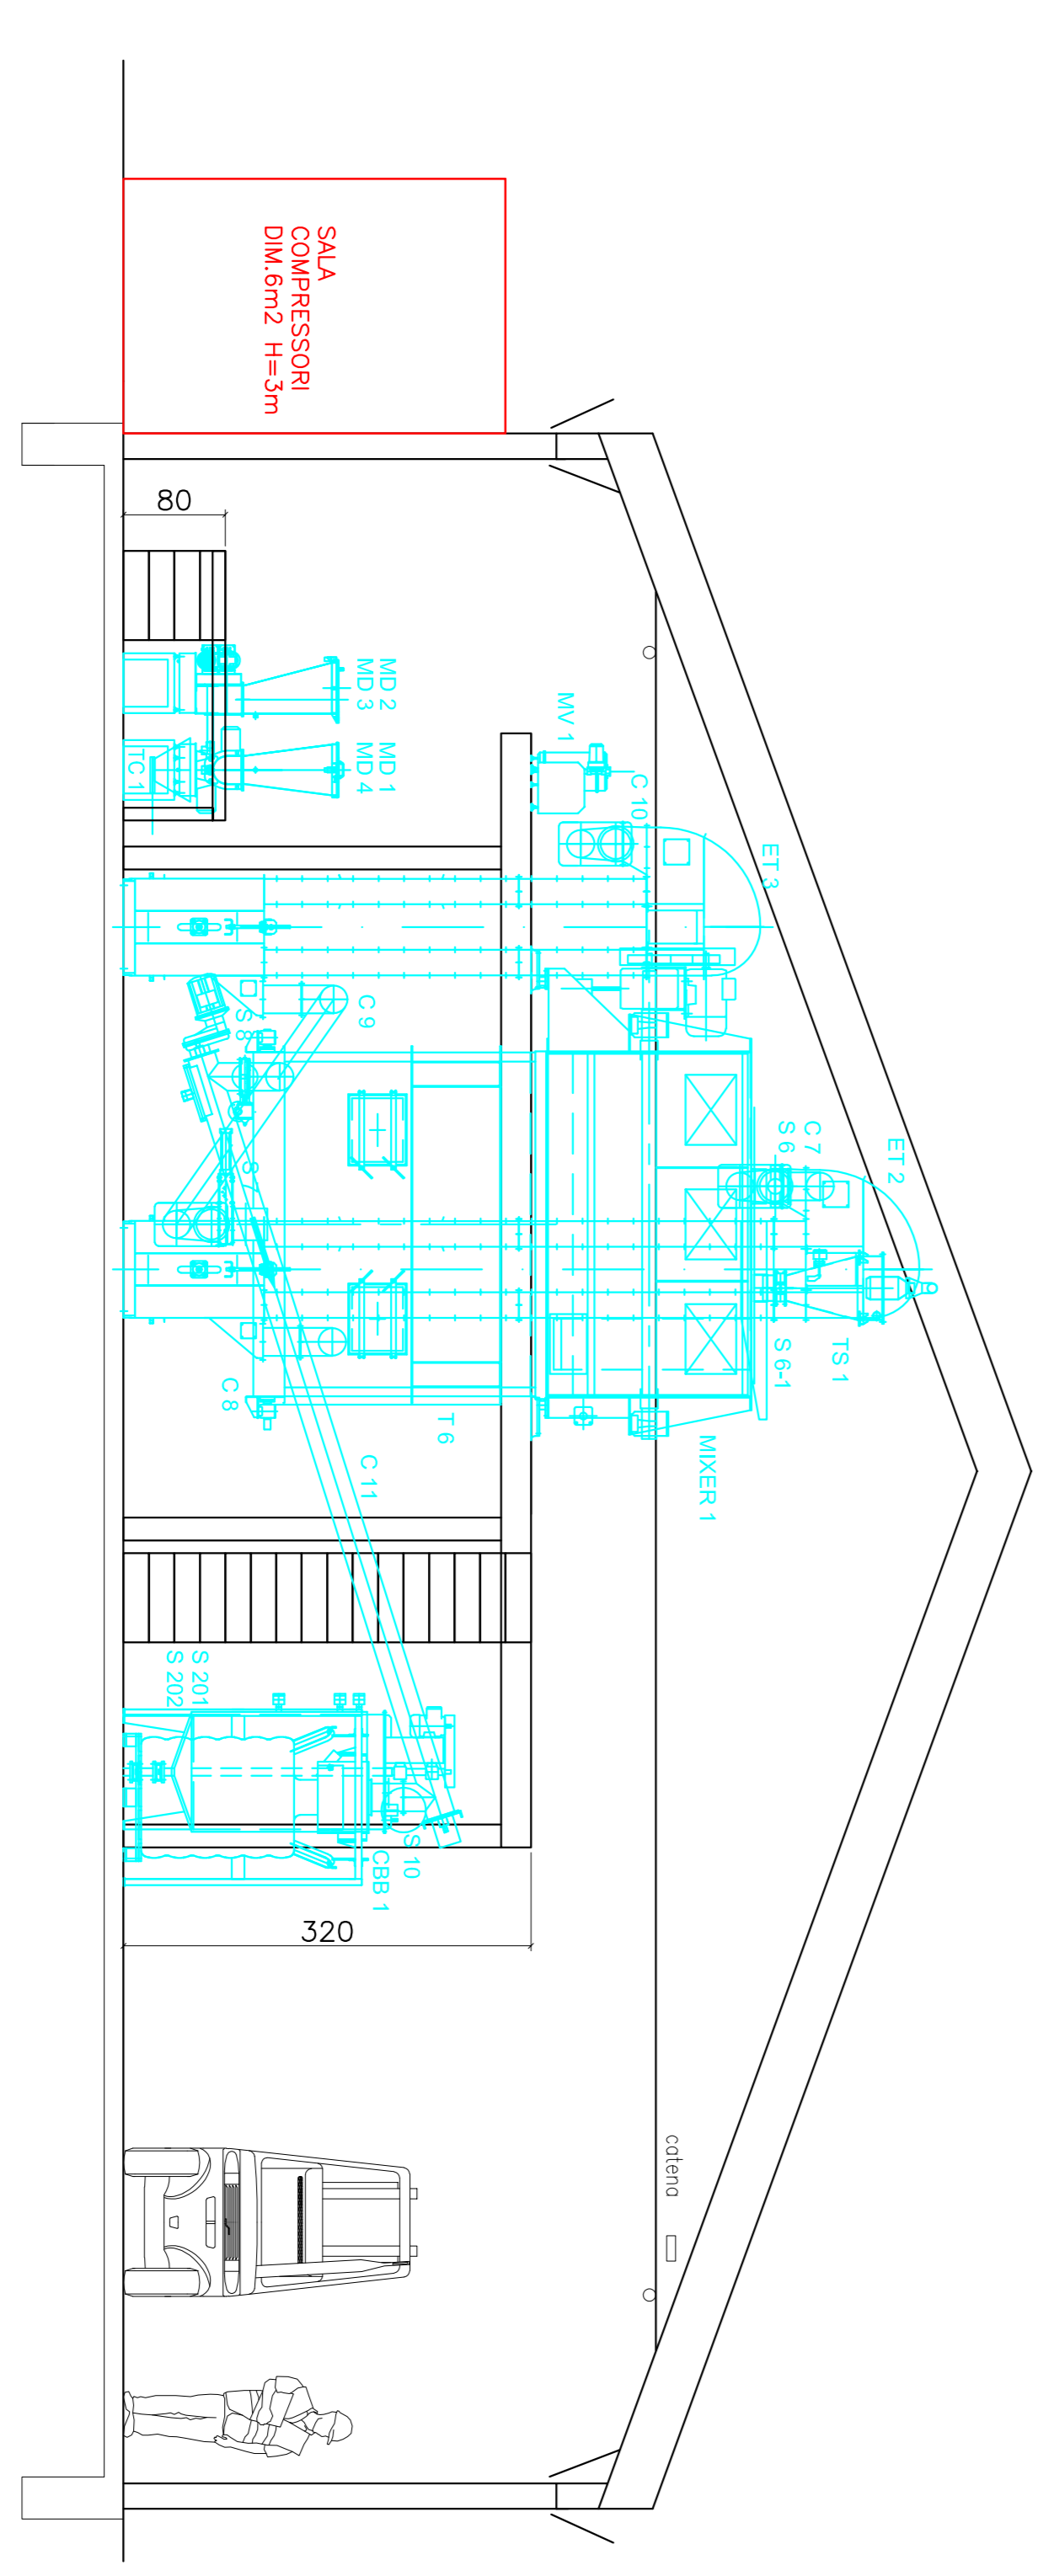 SALA
COMPRESSORI
DIM.6m2 H=3m
80
MD 2
MD 3
MD 1
MD 4
TC 1
MV 1
C 10
ET 3
C 9
S 8
S 7
C 7
S 6
ET 2
TS 1
S 6-1
C 8
T 6
C 11
MIXER 1
S 201
S 202
S 10
CBB 1
320
catena